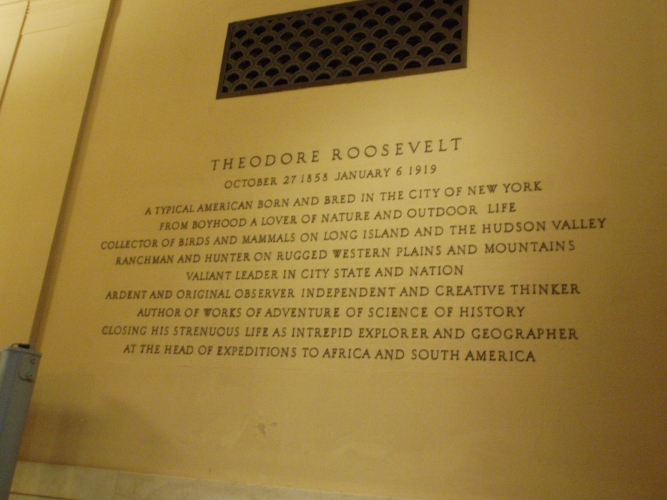 THEODORE ROOSEVELT
OCTOBER 27 1858 JANUARY 6 1919
A TYPICAL AMERICAN BORN AND BRED IN THE CITY OF NEW YORK
FROM BOYHOOD A LOVER OF NATURE AND OUTDOOR LIFE
COLLECTOR OF BIRDS AND MAMMALS ON LONG ISLAND AND THE HUDSON VALLEY
RANCHMAN AND HUNTER ON RUGGED WESTERN PLAINS AND MOUNTAINS
VALIANT LEADER IN CITY STATE AND NATION
ARDENT AND ORIGINAL OBSERVER INDEPENDENT AND CREATIVE THINKER
AUTHOR OF WORKS OF ADVENTURE OF SCIENCE OF HISTORY
CLOSING HIS STRENUOUS LIFE AS INTREPID EXPLORER AND GEOGRAPHER
AT THE HEAD OF EXPEDITIONS TO AFRICA AND SOUTH AMERICA